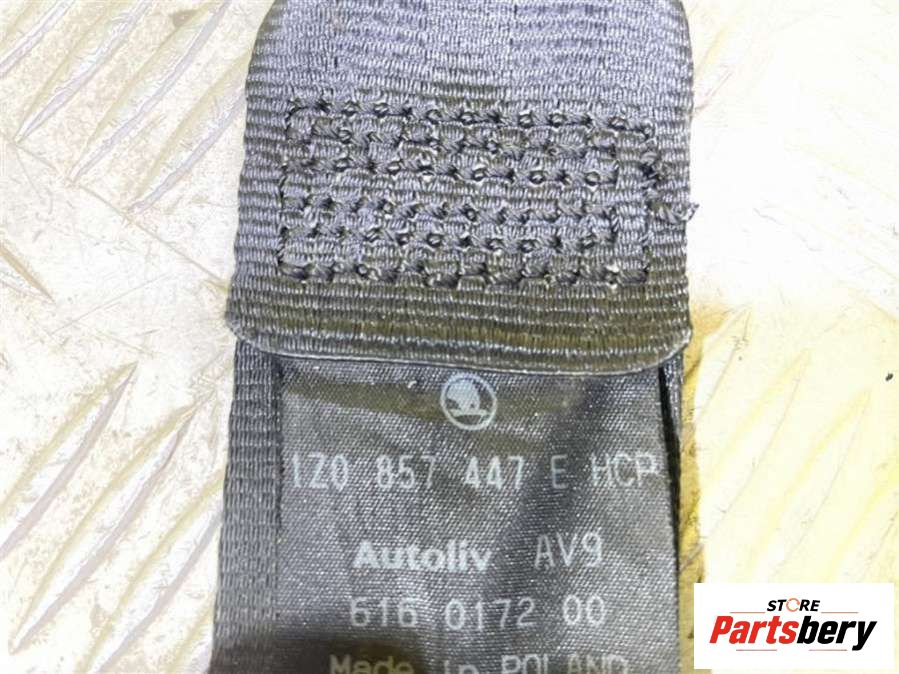 1Z0 857 447 E HCP
Autoliv AV9
616 0172 00
Made in POLAND
STORE
Partsbery